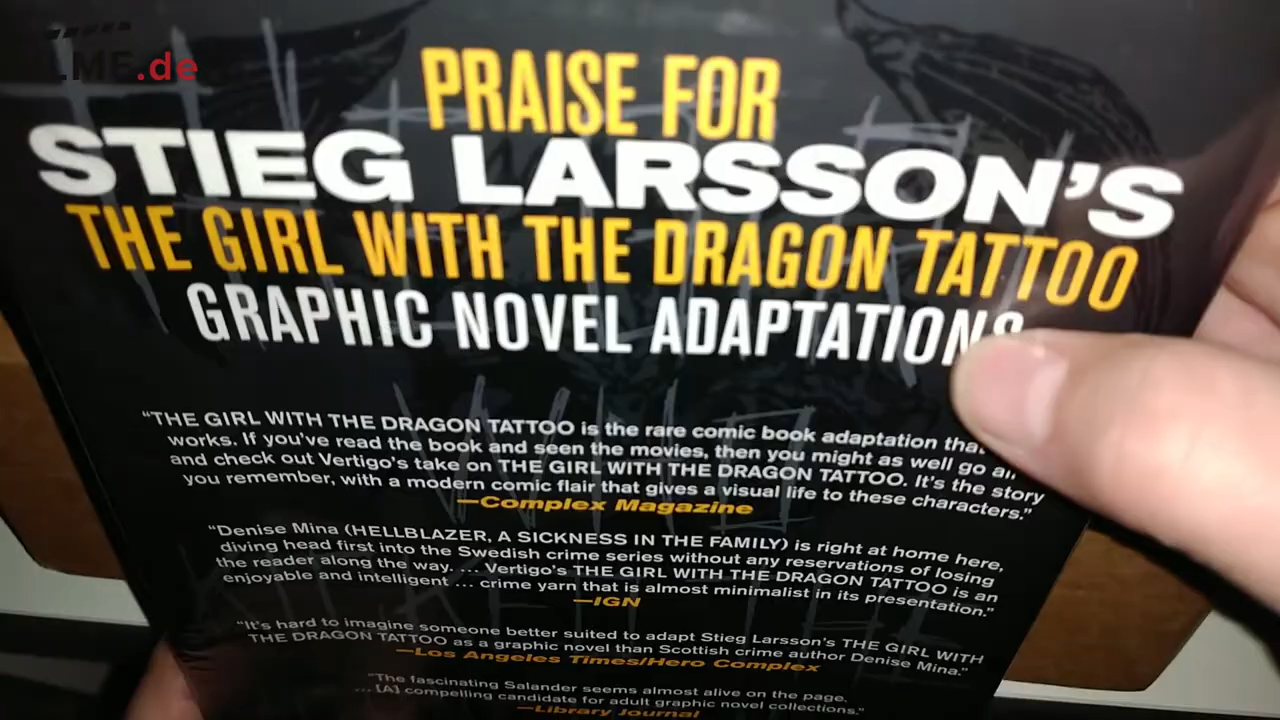 LME.de
PRAISE FOR
STIEG LARSSON'S
THE GIRL WITH THE DRAGON TATTOO
GRAPHIC NOVEL ADAPTATIONS
“THE GIRL WITH THE DRAGON TATTOO is the rare comic book adaptation that
works. If you've read the book and seen the movies, then you might as well go
and check out Vertigo's take on THE GIRL WITH THE DRAGON TATTOO. It's the story
you remember, with a modern comic flair that gives a visual life to these characters.”
—Complex Magazine
“Denise Mina (HELLBLAZER, A SICKNESS IN THE FAMILY) is right at home here,
diving head first into the Swedish crime series without any reservations of losing
the reader along the way. ... Vertigo's THE GIRL WITH THE DRAGON TATTOO is an
enjoyable and intelligent ... crime yarn that is almost minimalist in its presentation.”
—IGN
“It's hard to imagine someone better suited to adapt Stieg Larsson's THE GIRL WITH
THE DRAGON TATTOO as a graphic novel than Scottish crime author Denise Mina.”
—Los Angeles Times/Hero Complex
“The fascinating Salander seems almost alive on the page.
... [A] compelling candidate for adult graphic novel collections.”
—Library Journal